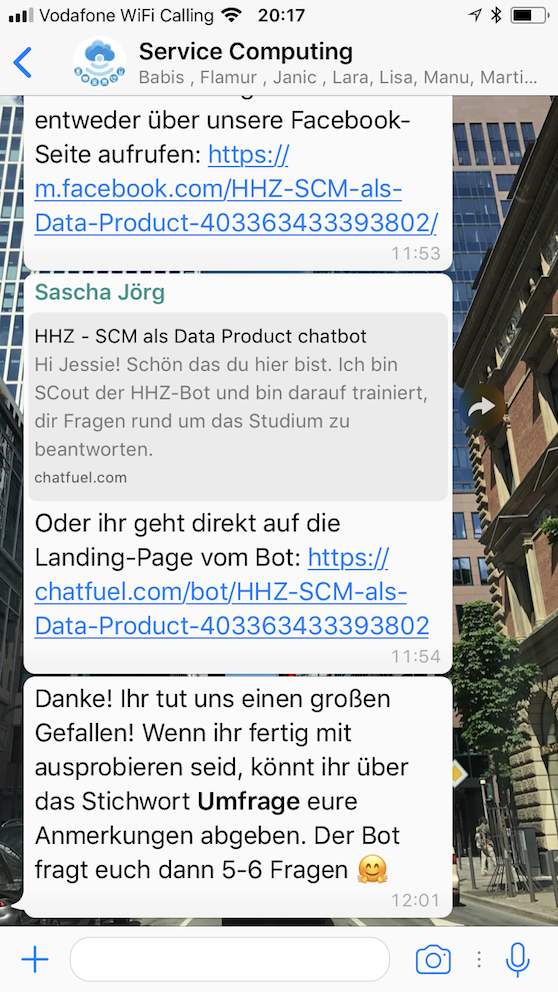 Vodafone WiFi Calling 20:17
Service Computing
Babis , Flamur , Janic , Lara, Lisa, Manu, Marti...
entweder über unsere Facebook-
Seite aufrufen: https://
m.facebook.com/HHZ-SCM-als-
Data-Product-403363433393802/
11:53
Sascha Jörg
HHZ - SCM als Data Product chatbot
Hi Jessie! Schön das du hier bist. Ich bin
SCout der HHZ-Bot und bin darauf trainiert,
dir Fragen rund um das Studium zu
beantworten.
chatfuel.com
Oder ihr geht direkt auf die
Landing-Page vom Bot: https://
chatfuel.com/bot/HHZ-SCM-als-
Data-Product-403363433393802
11:54
Danke! Ihr tut uns einen großen
Gefallen! Wenn ihr fertig mit
ausprobieren seid, könnt ihr über
das Stichwort Umfrage eure
Anmerkungen abgeben. Der Bot
fragt euch dann 5-6 Fragen 🤗
12:01